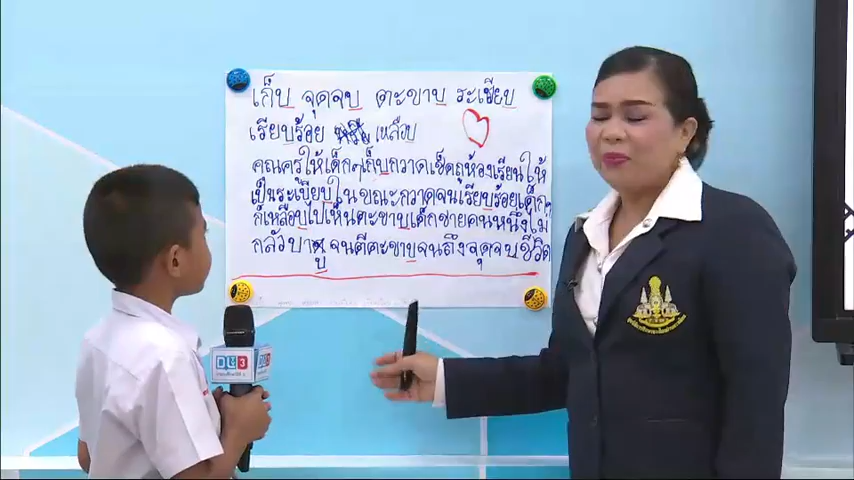 เก็บ จุดจบ ตะขาบ ระเบียบ
เรียบร้อย เหลือบ
คุณครูให้เด็กๆเก็บกวาดเช็ดถูห้องเรียนให้
เป็นระเบียบในขณะกวาดจนเรียบร้อยเด็กๆ
ก็เหลือบไปเห็นตะขาบเด็กชายคนหนึ่งไม่
กลัวบาป จนตีตะขาบจนถึงจุดจบชีวิต
DL 3